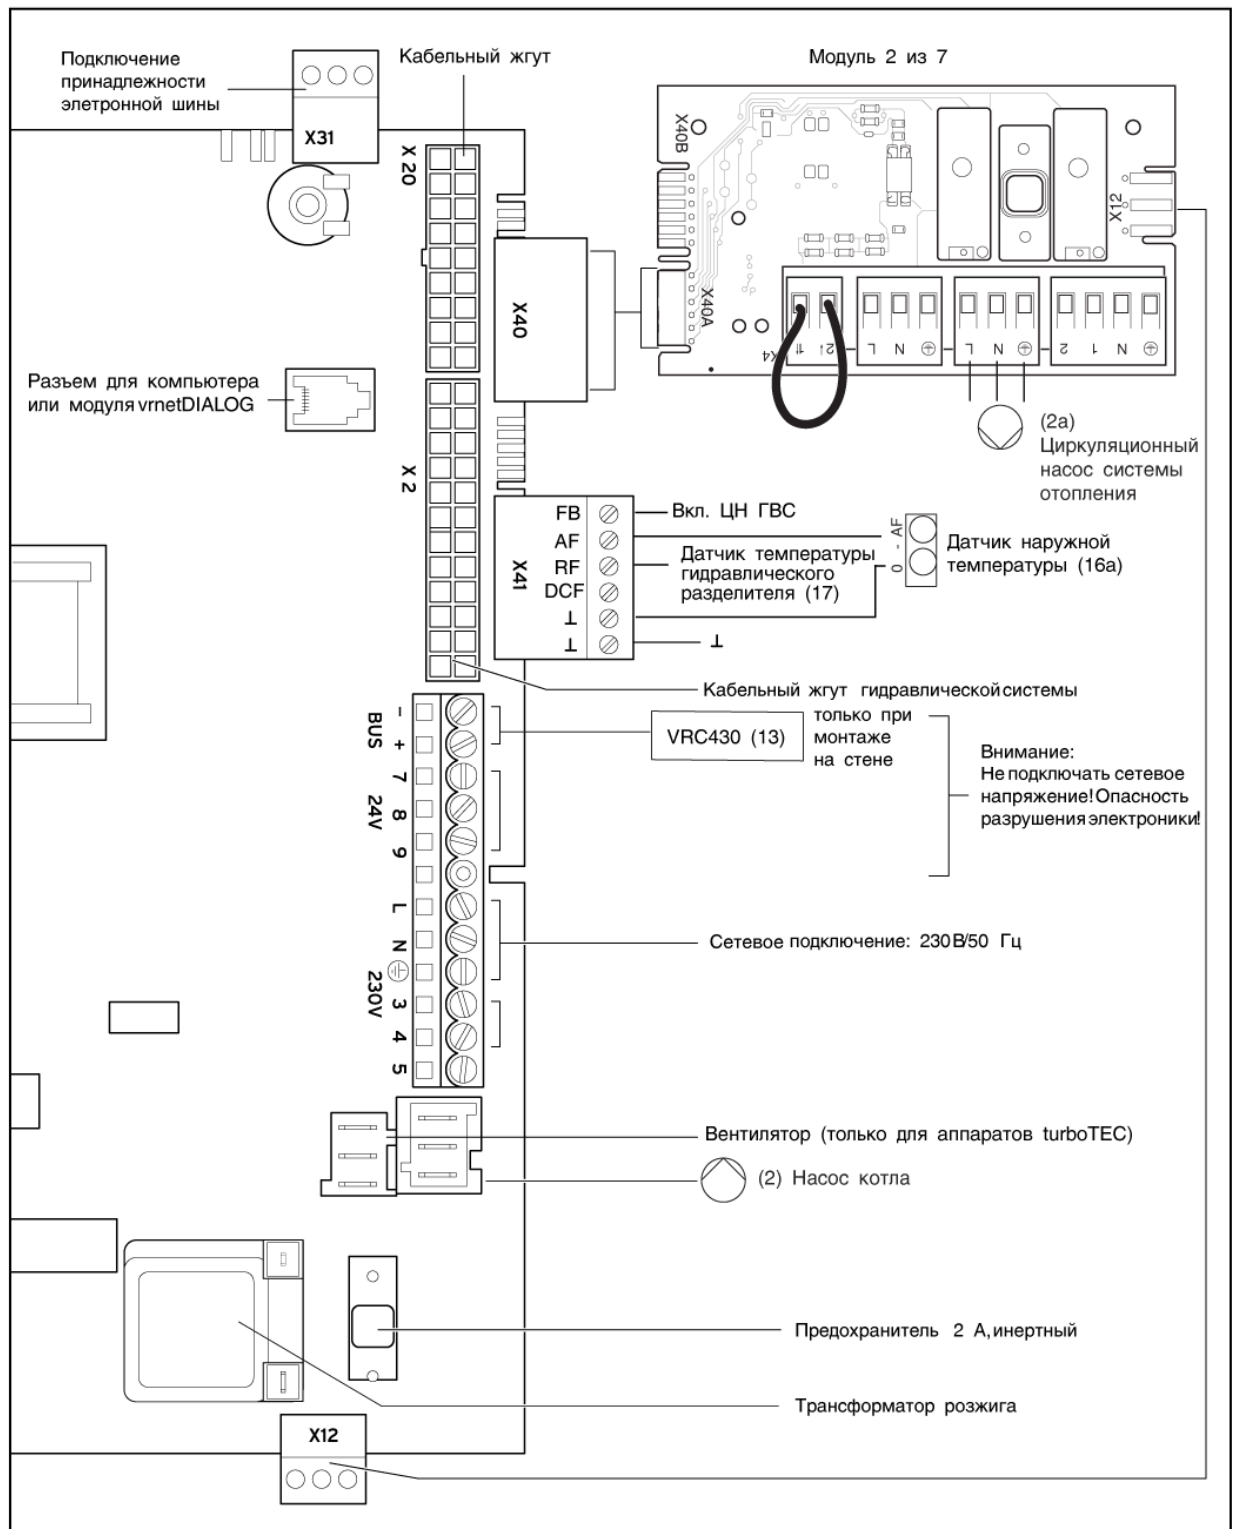 Подключение
принадлежности
элетронной шины
Кабельный жгут
Модуль 2 из 7
X31
X 20
X40B
X12
X40
X40A
X4
1
2
L N
L N
2 1 N
Разъем для компьютера
или модуля vrnetDIALOG
(2a)
Циркуляционный
насос системы
отопления
X 2
X41
FB
AF
RF
DCF
⊥
⊥
Вкл. ЦН ГВС
Датчик температуры
гидравлического
разделителя (17)
0 - AF
Датчик наружной
температуры (16a)
⊥
Кабельный жгут гидравлической системы
BUS
- +
24V
7 8 9
VRC430 (13)
только при
монтаже
на стене
Внимание:
Не подключать сетевое
напряжение! Опасность
разрушения электроники!
L N
230V
3 4 5
Сетевое подключение: 230В/50 Гц
Вентилятор (только для аппаратов turboTEC)
(2) Насос котла
Предохранитель 2 А, инертный
Трансформатор розжига
X12